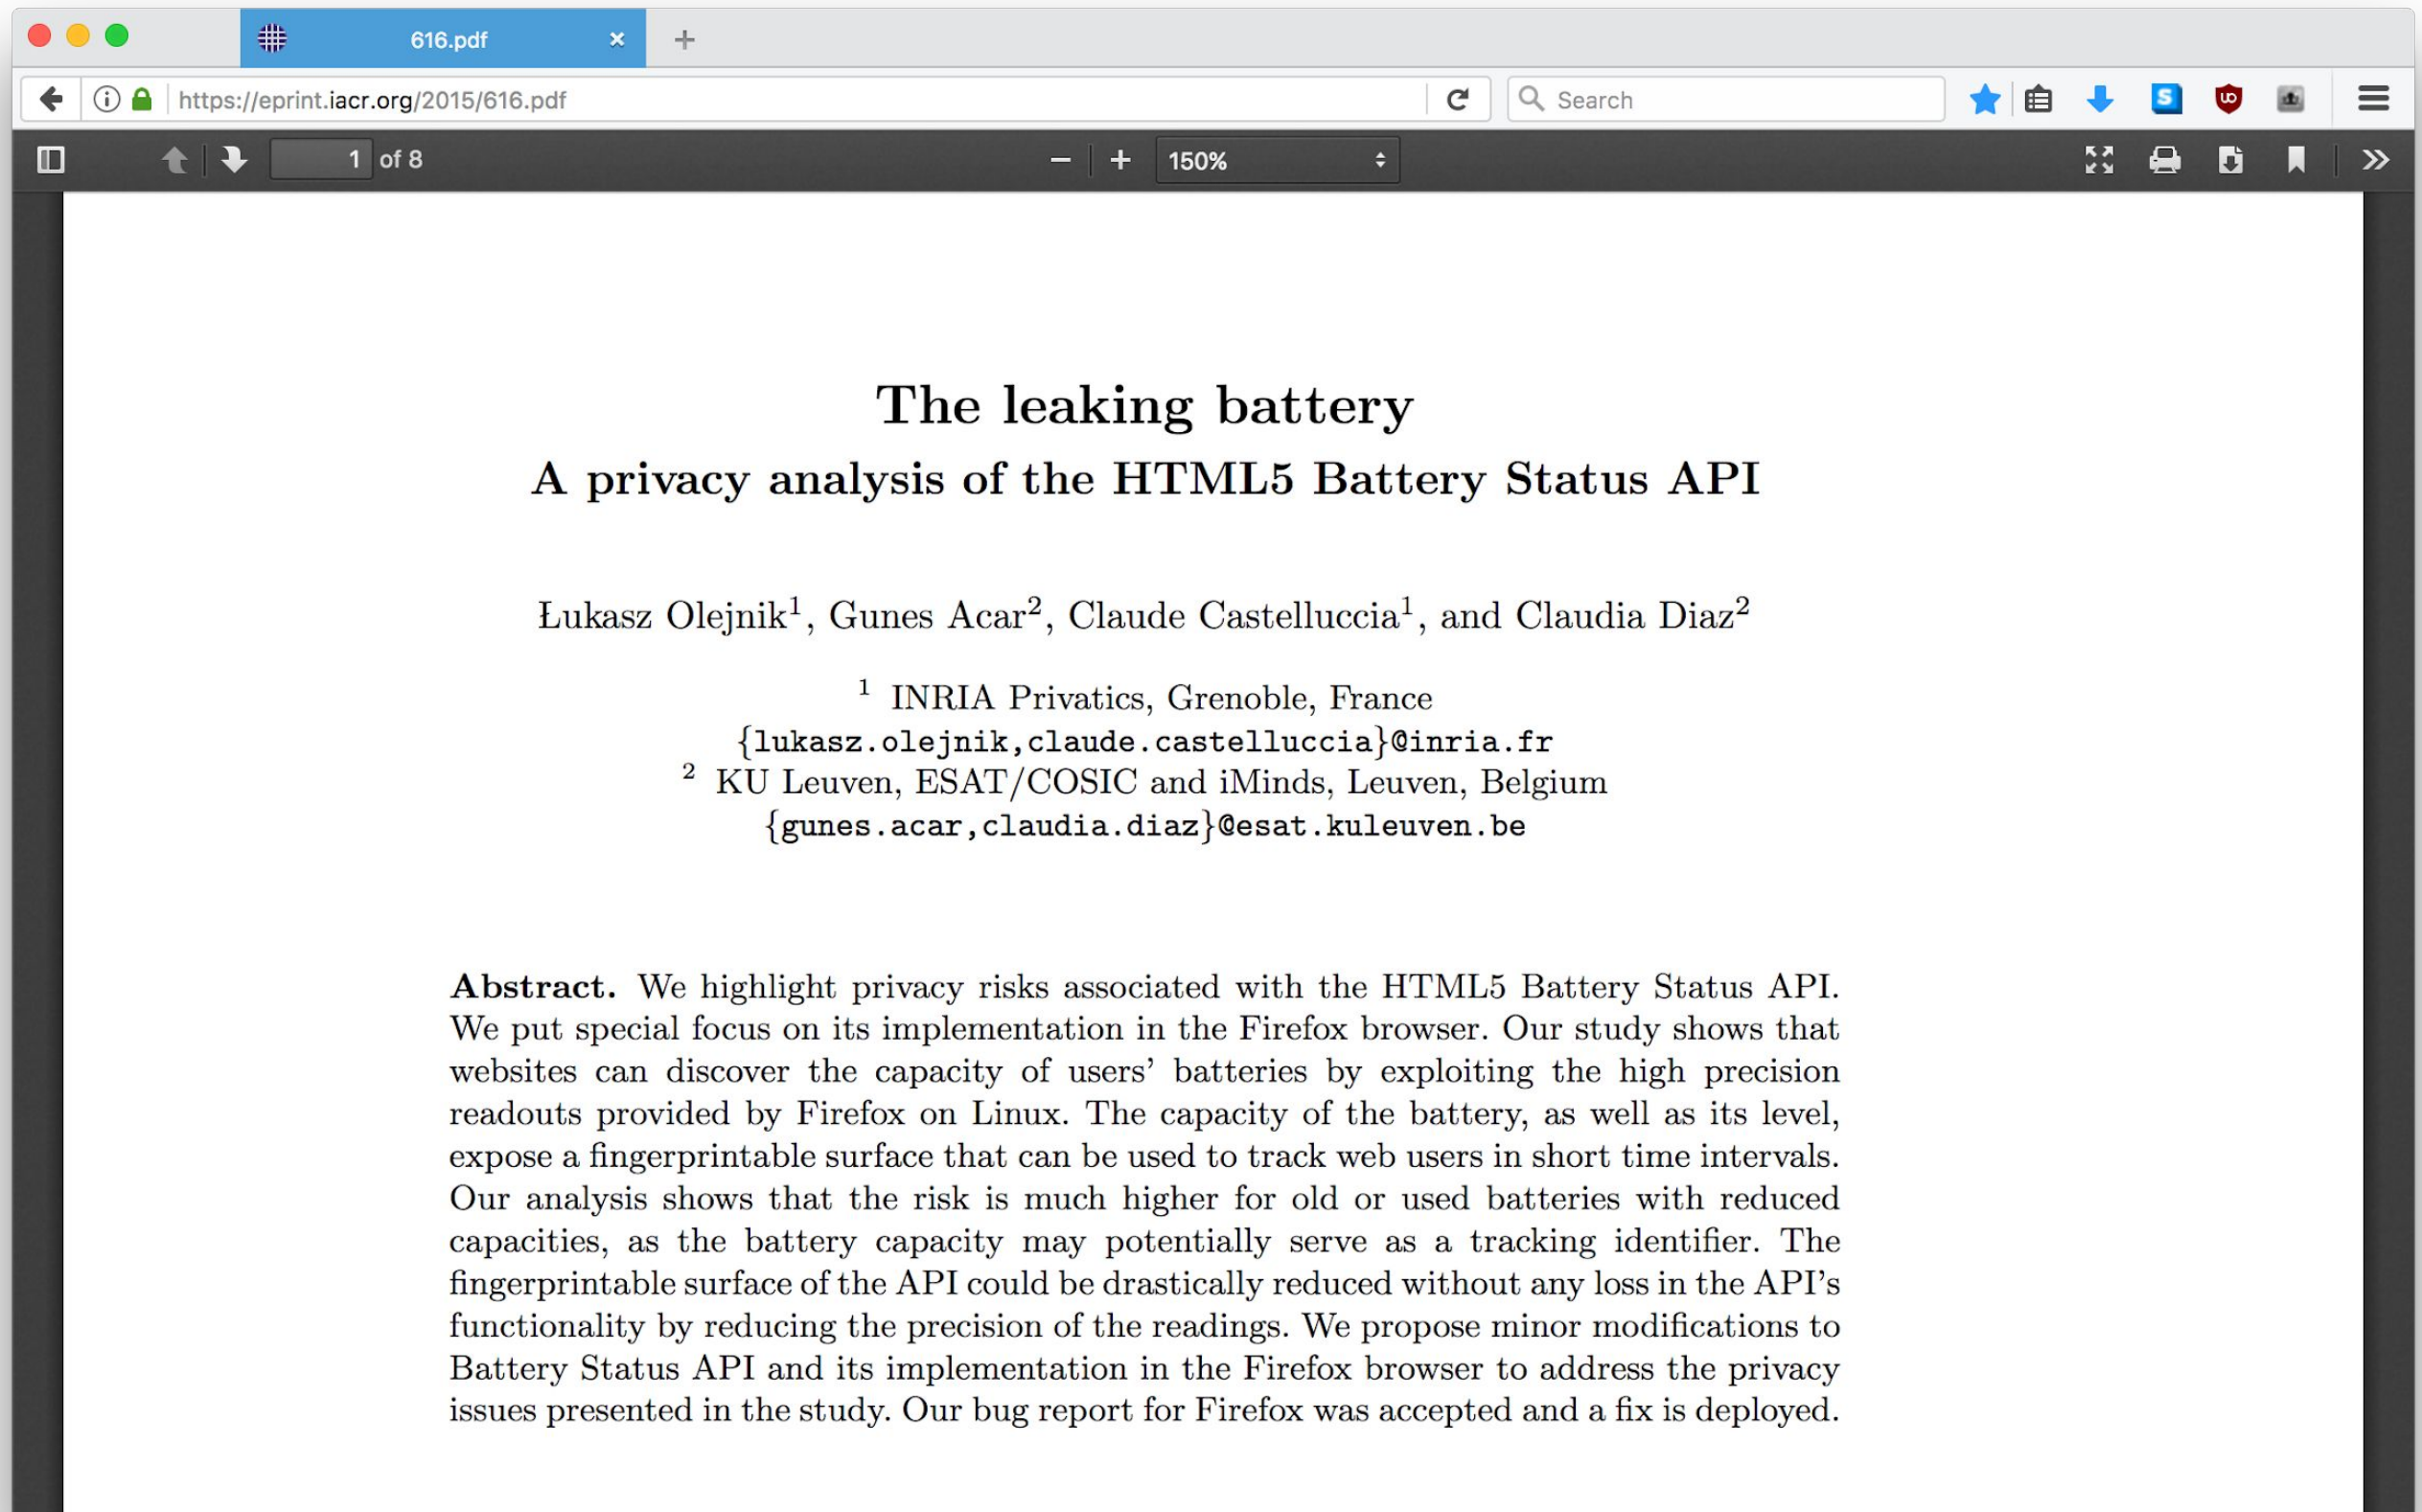 616.pdf
https://eprint.iacr.org/2015/616.pdf
Search
1 of 8
150%
The leaking battery
A privacy analysis of the HTML5 Battery Status API
Łukasz Olejnik1, Gunes Acar2, Claude Castelluccia1, and Claudia Diaz2
1 INRIA Privatics, Grenoble, France
{lukasz.olejnik,claude.castelluccia}@inria.fr
2 KU Leuven, ESAT/COSIC and iMinds, Leuven, Belgium
{gunes.acar,claudia.diaz}@esat.kuleuven.be
Abstract. We highlight privacy risks associated with the HTML5 Battery Status API.
We put special focus on its implementation in the Firefox browser. Our study shows that
websites can discover the capacity of users’ batteries by exploiting the high precision
readouts provided by Firefox on Linux. The capacity of the battery, as well as its level,
expose a fingerprintable surface that can be used to track web users in short time intervals.
Our analysis shows that the risk is much higher for old or used batteries with reduced
capacities, as the battery capacity may potentially serve as a tracking identifier. The
fingerprintable surface of the API could be drastically reduced without any loss in the API’s
functionality by reducing the precision of the readings. We propose minor modifications to
Battery Status API and its implementation in the Firefox browser to address the privacy
issues presented in the study. Our bug report for Firefox was accepted and a fix is deployed.